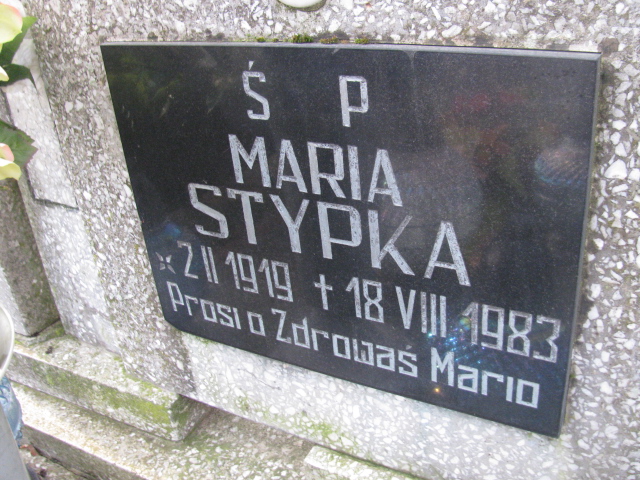 Ś P
MARIA
STYPKA
* 2 II 1919 † 18 VIII 1983
Prosi o Zdrowaś Mario